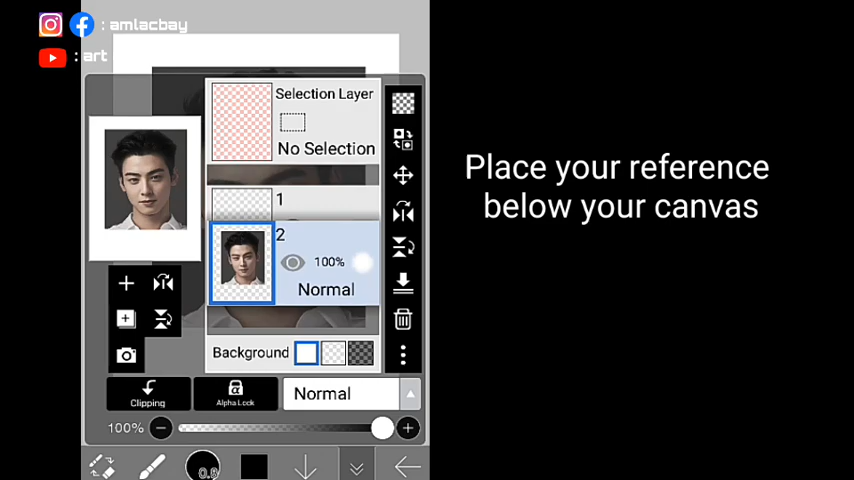 : amlacbay
: art
Selection Layer
No Selection
1
2
100%
Normal
Background
Clipping
α
Alpha Lock
Normal
100%
0.8
Place your reference
below your canvas